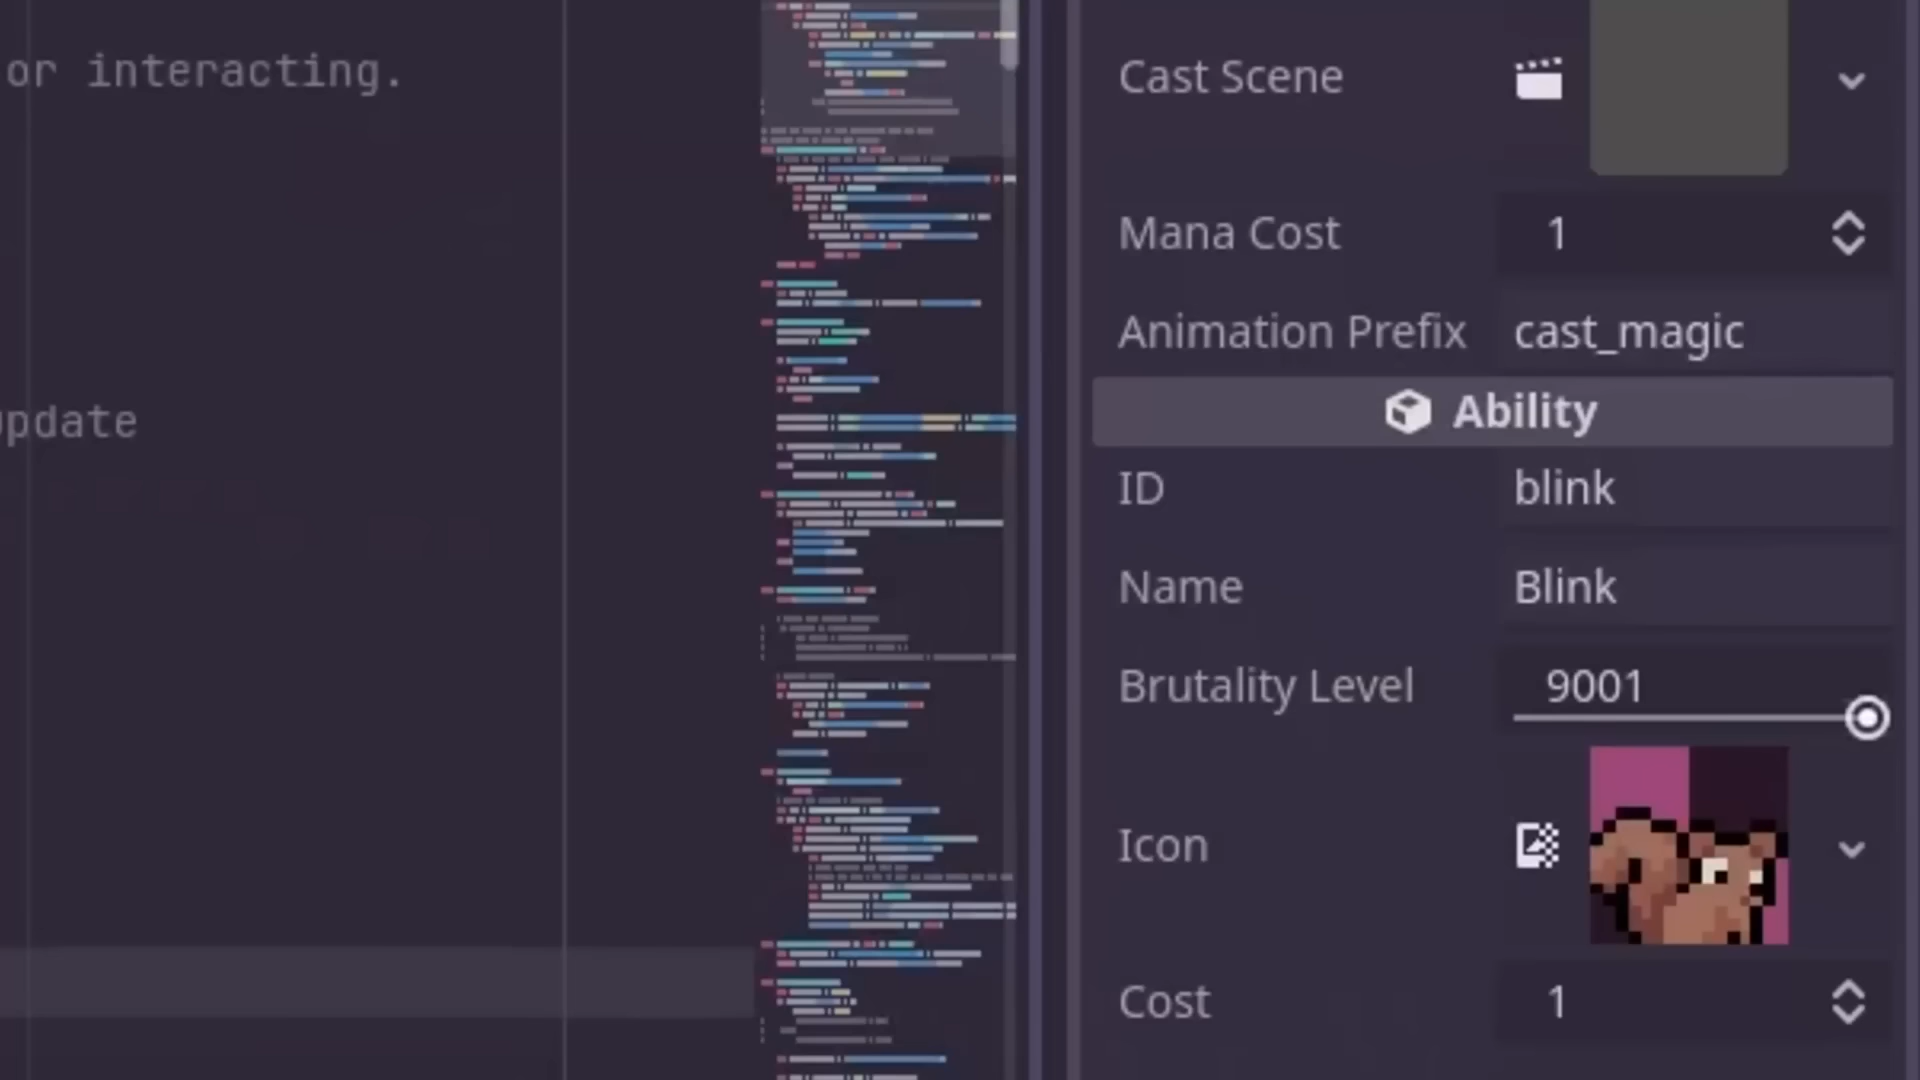 or interacting.
update
Cast Scene
Mana Cost 1
Animation Prefix cast_magic
Ability
ID blink
Name Blink
Brutality Level 9001
Icon
Cost 1